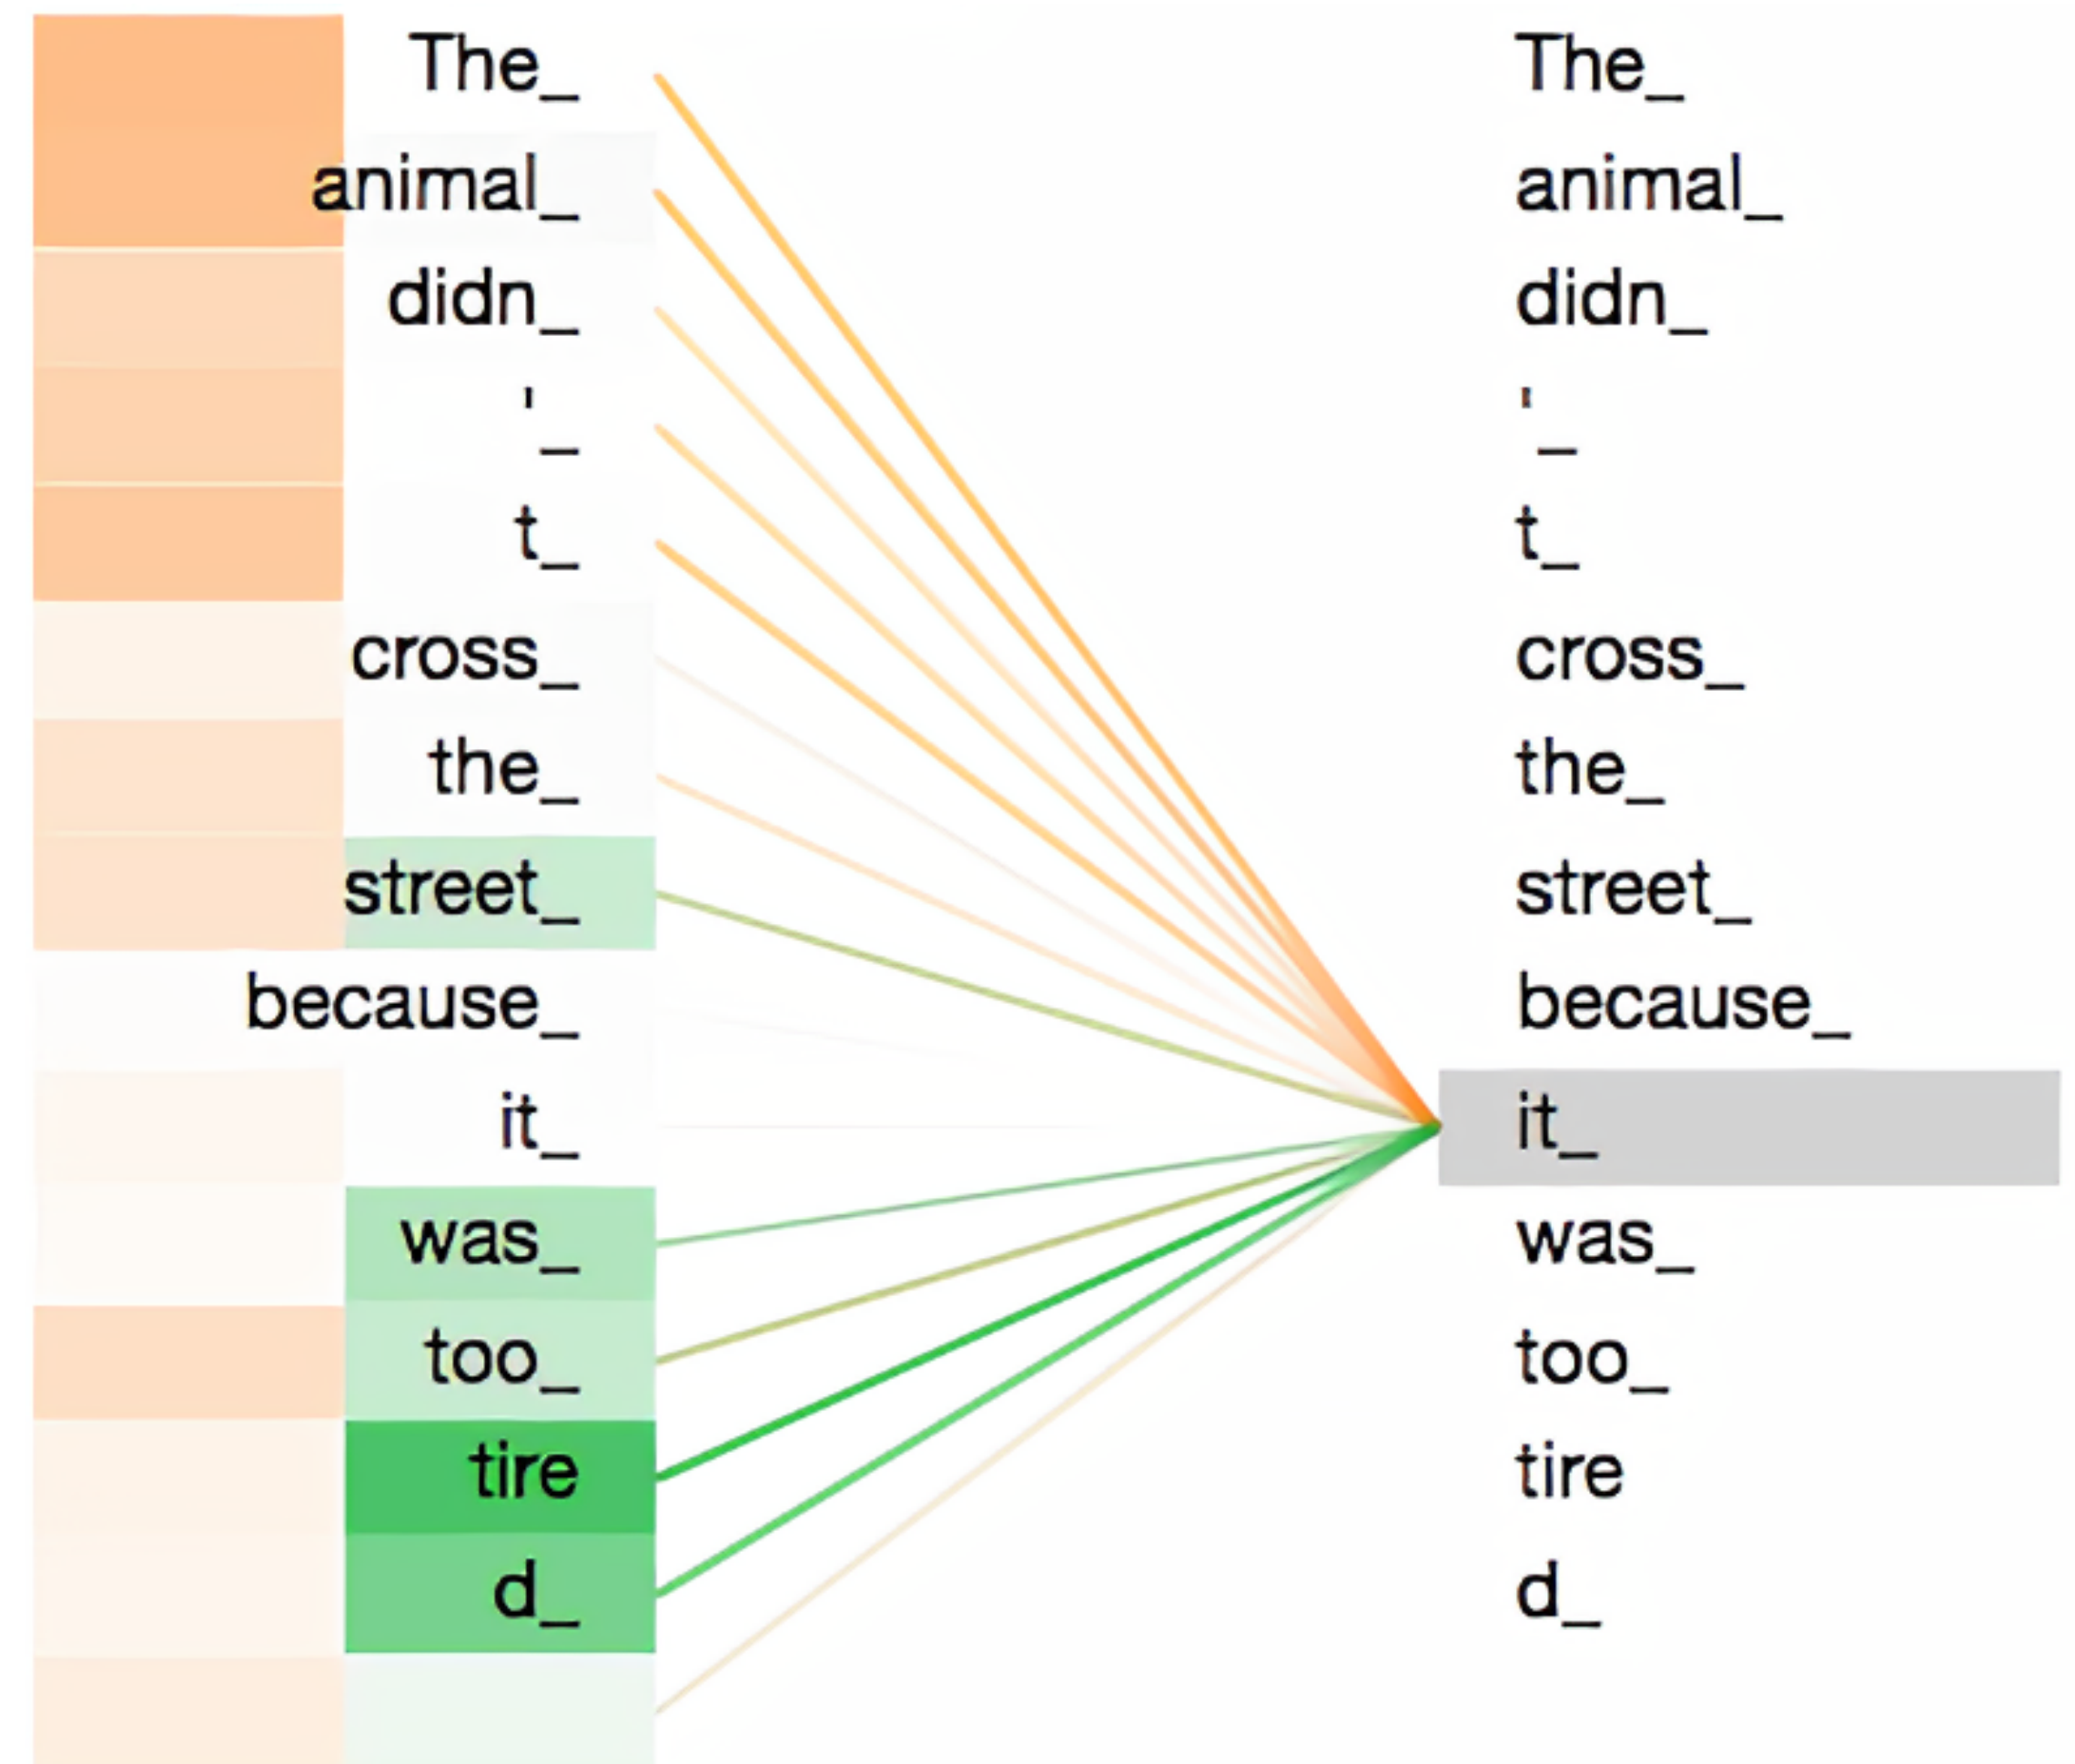 The_ The_
animal_ animal_
didn_ didn_
'_ '_
t_ t_
cross_ cross_
the_ the_
street_ street_
because_ because_
it_ it_
was_ was_
too_ too_
tire tire
d_ d_